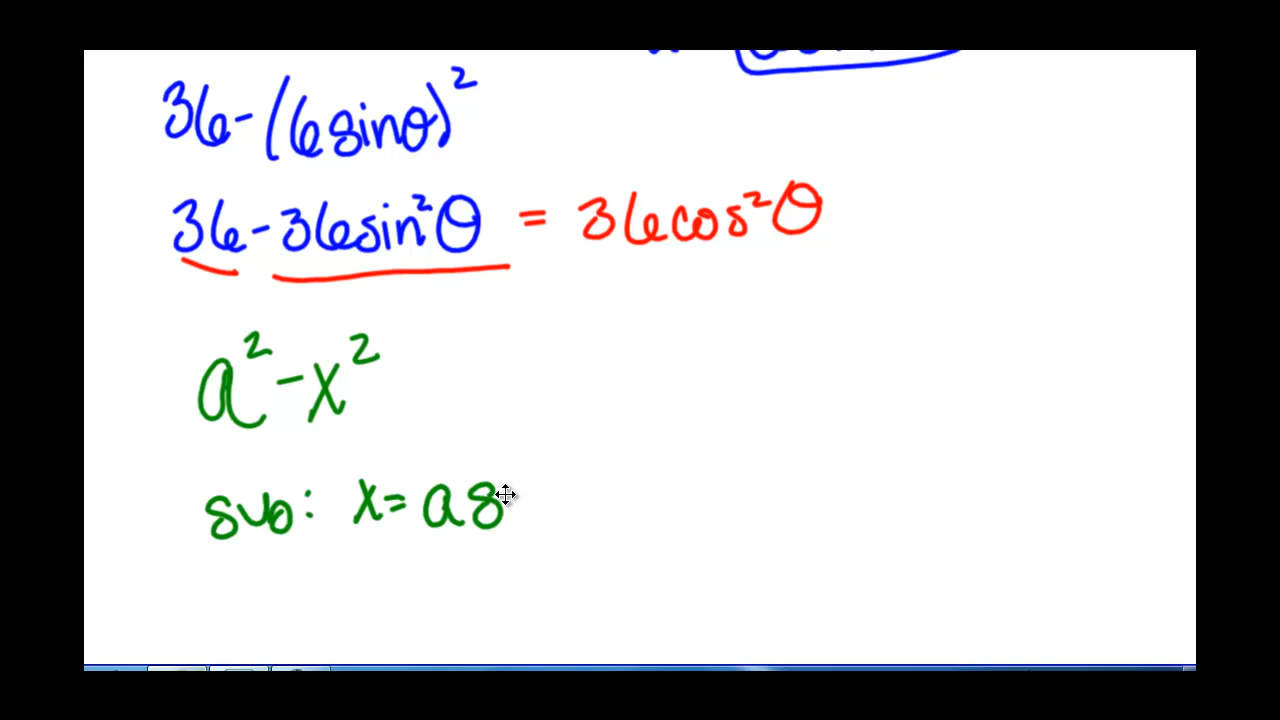 36-(6sinθ)²
36-36sin²θ = 36cos²θ
a²-x²
sub: x= a s